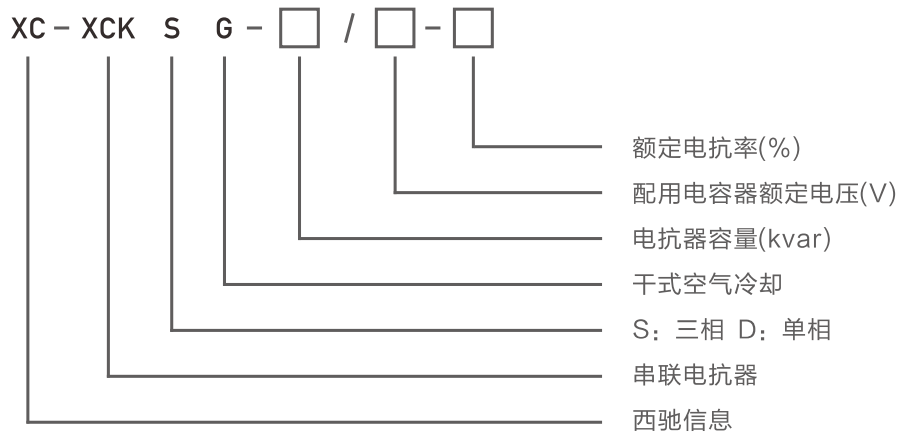 XC-XCK S G-□/□-□
额定电抗率(%)
配用电容器额定电压(V)
电抗器容量(kvar)
干式空气冷却
S：三相 D：单相
串联电抗器
西驰信息